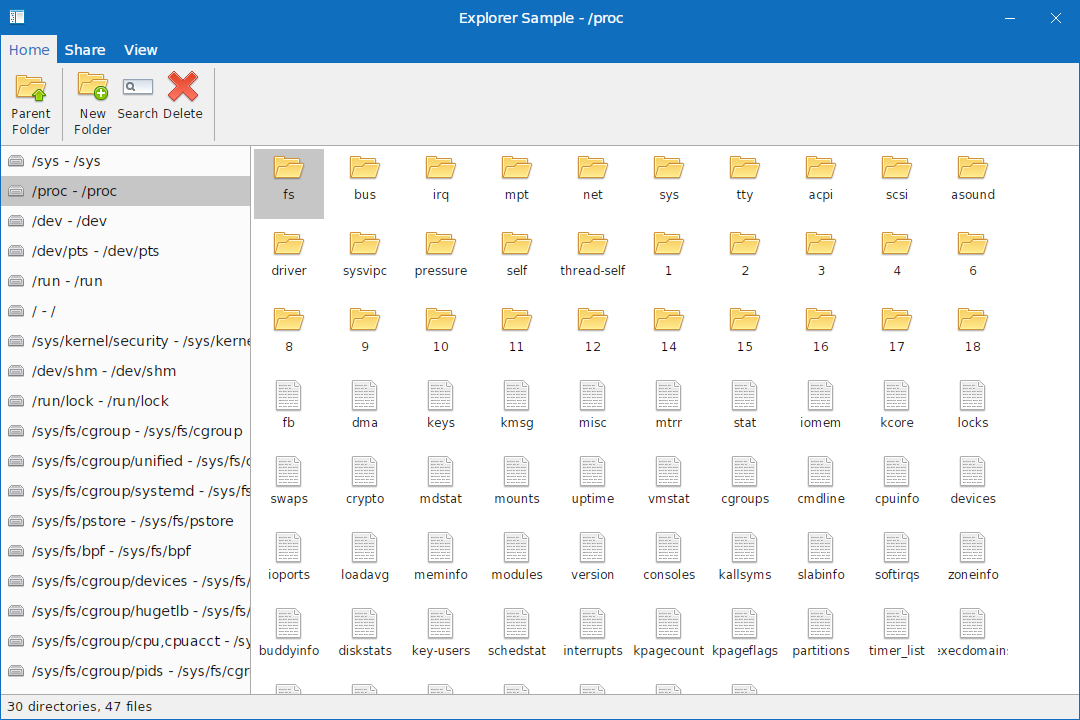 Explorer Sample - /proc
Home Share View
Parent Folder
New Folder
Search
Delete
/sys - /sys
/proc - /proc
/dev - /dev
/dev/pts - /dev/pts
/run - /run
/ - /
/sys/kernel/security - /sys/kerne
/dev/shm - /dev/shm
/run/lock - /run/lock
/sys/fs/cgroup - /sys/fs/cgroup
/sys/fs/cgroup/unified - /sys/fs/c
/sys/fs/cgroup/systemd - /sys/fs
/sys/fs/pstore - /sys/fs/pstore
/sys/fs/bpf - /sys/fs/bpf
/sys/fs/cgroup/devices - /sys/fs/
/sys/fs/cgroup/hugetlb - /sys/fs/
/sys/fs/cgroup/cpu,cpuacct - /sy
/sys/fs/cgroup/pids - /sys/fs/cgr
fs bus irq mpt net sys tty acpi scsi asound
driver sysvipc pressure self thread-self 1 2 3 4 6
8 9 10 11 12 14 15 16 17 18
fb dma keys kmsg misc mtrr stat iomem kcore locks
swaps crypto mdstat mounts uptime vmstat cgroups cmdline cpuinfo devices
ioports loadavg meminfo modules version consoles kallsyms slabinfo softirqs zoneinfo
buddyinfo diskstats key-users schedstat interrupts kpagecount kpageflags partitions timer_list execdomains
30 directories, 47 files